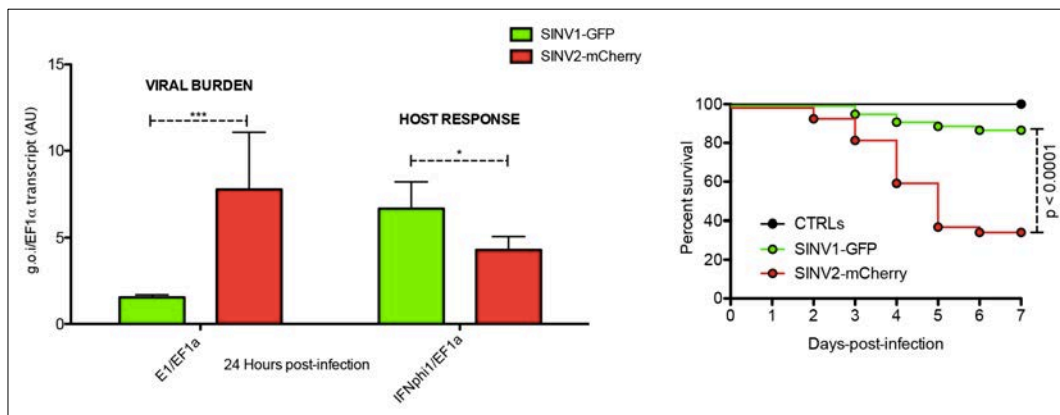 SINV1-GFP
SINV2-mCherry
15
10
5
0
g.o.i/EF1α transcript (AU)
VIRAL BURDEN
***
HOST RESPONSE
*
E1/EF1a
24 Hours post-infection
IFNphi1/EF1a
100
80
60
40
20
0
Percent survival
CTRLs
SINV1-GFP
SINV2-mCherry
p < 0.0001
0 1 2 3 4 5 6 7
Days-post-infection